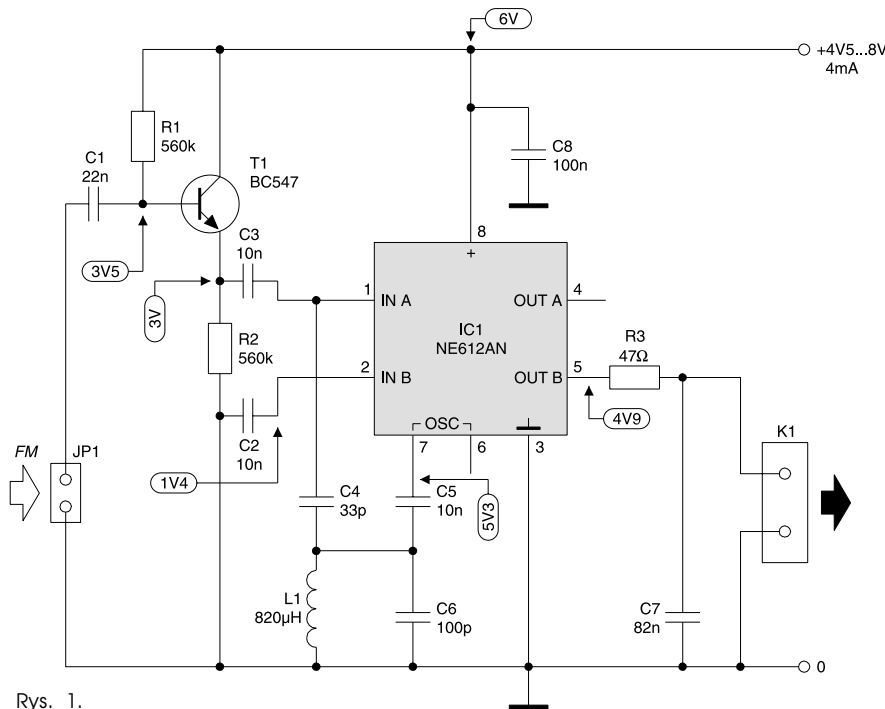 6V
+4V5...8V
4mA
R1
560k
C8
100n
C1
22n
T1
BC547
3V5
C3
10n
8
+
3V
1
IN A
OUT A
4
IC1
NE612AN
R2
560k
R3
47Ω
2
IN B
OUT B
5
OSC
4V9
C2
10n
7
6
3
K1
FM
JP1
1V4
C4
33p
C5
10n
5V3
L1
820µH
C6
100p
C7
82n
0
Rys. 1.